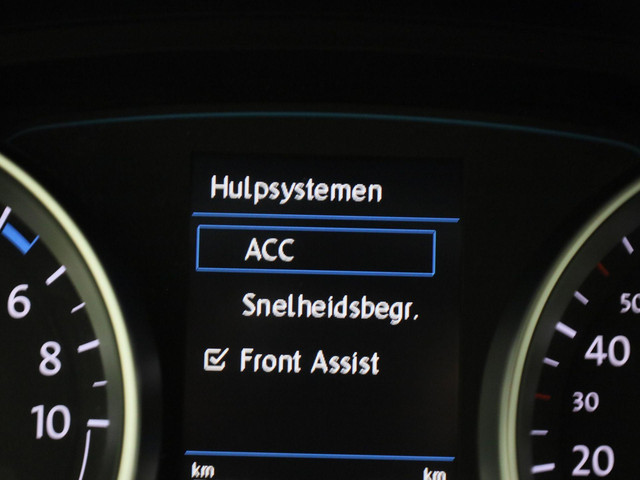 Hulpsystemen
ACC
Snelheidsbegr.
Front Assist
km km
6
8
10
50
40
30
20